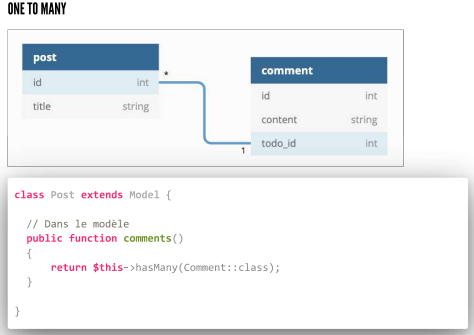 ONE TO MANY
post
id int
title string
*
comment
id int
content string
todo_id int
1
class Post extends Model {
// Dans le modèle
public function comments()
{
return $this->hasMany(Comment::class);
}
}